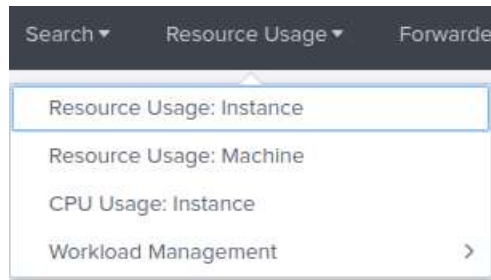 Search ▾ Resource Usage ▾ Forwarde
Resource Usage: Instance
Resource Usage: Machine
CPU Usage: Instance
Workload Management >